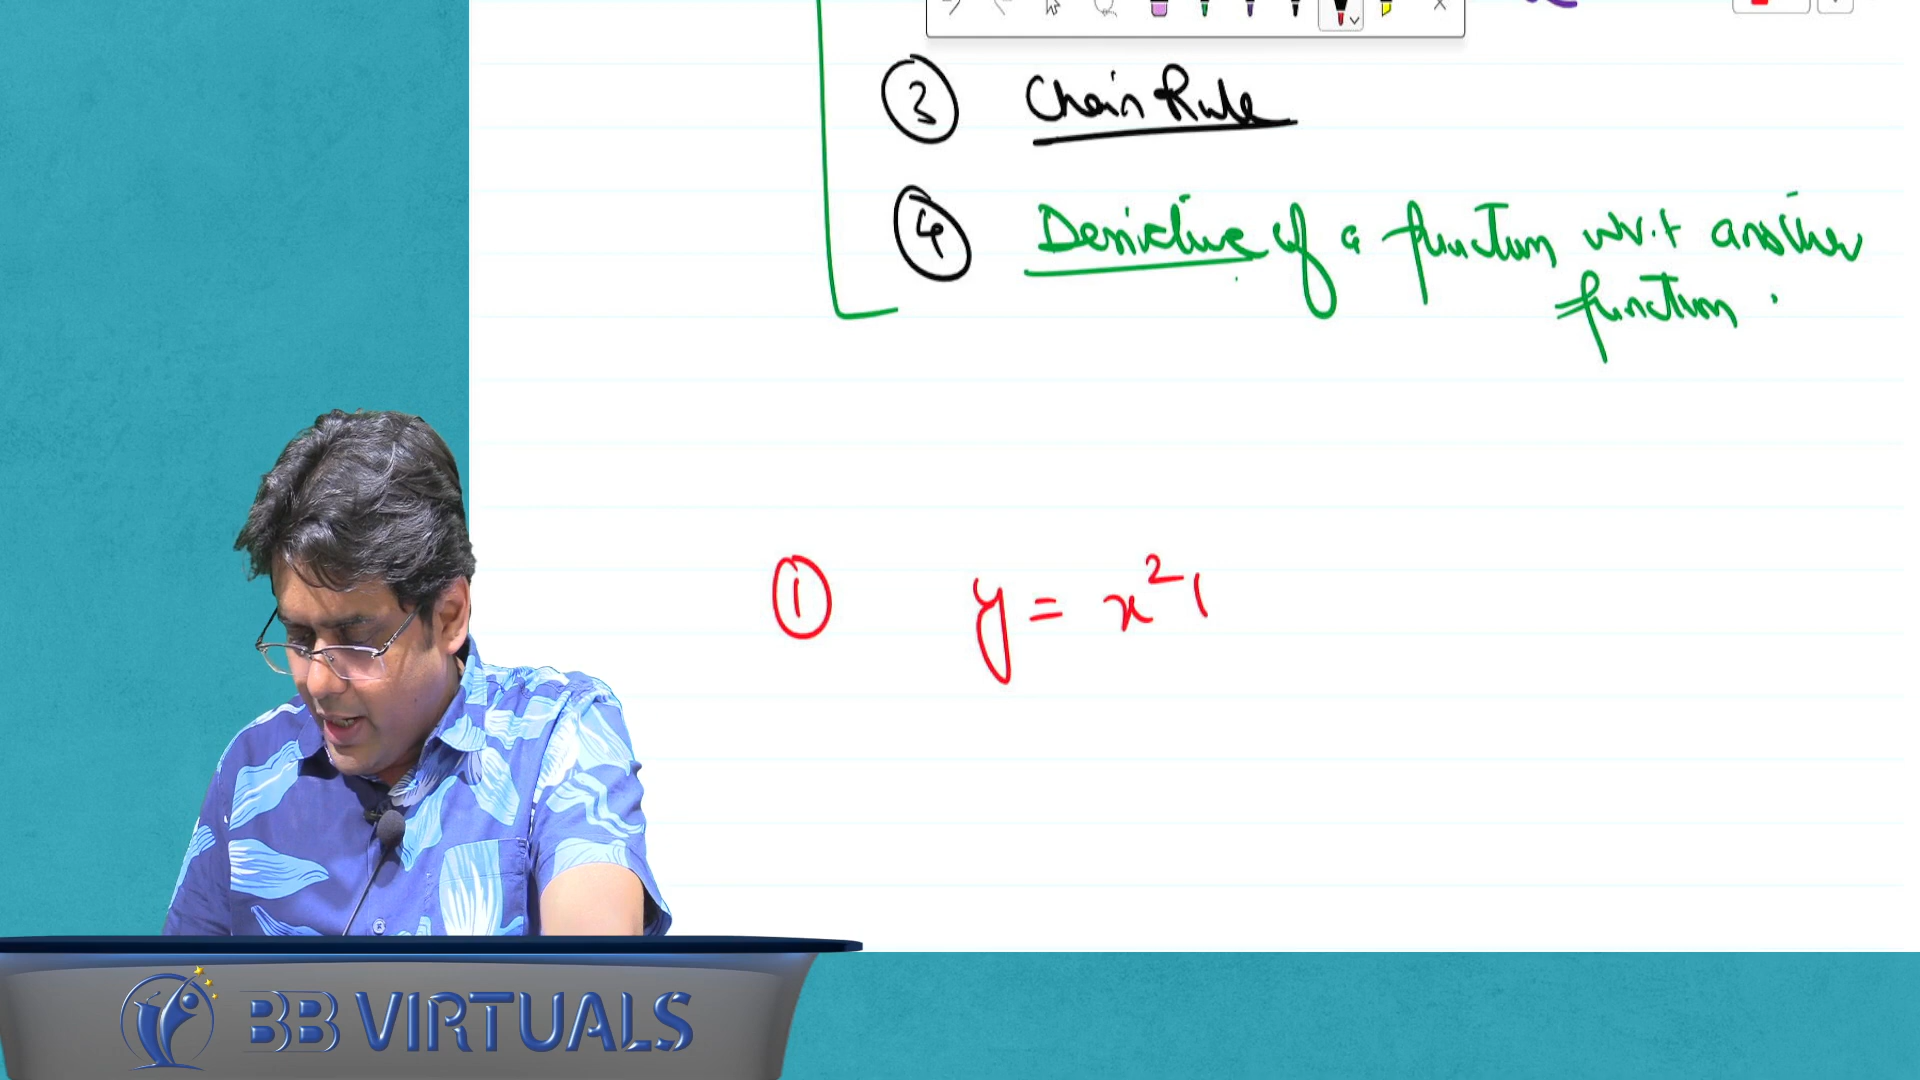 ③ Chain Rule
④ Derivative of a function w.r.t another
function.
① y = x² (
BB VIRTUALS